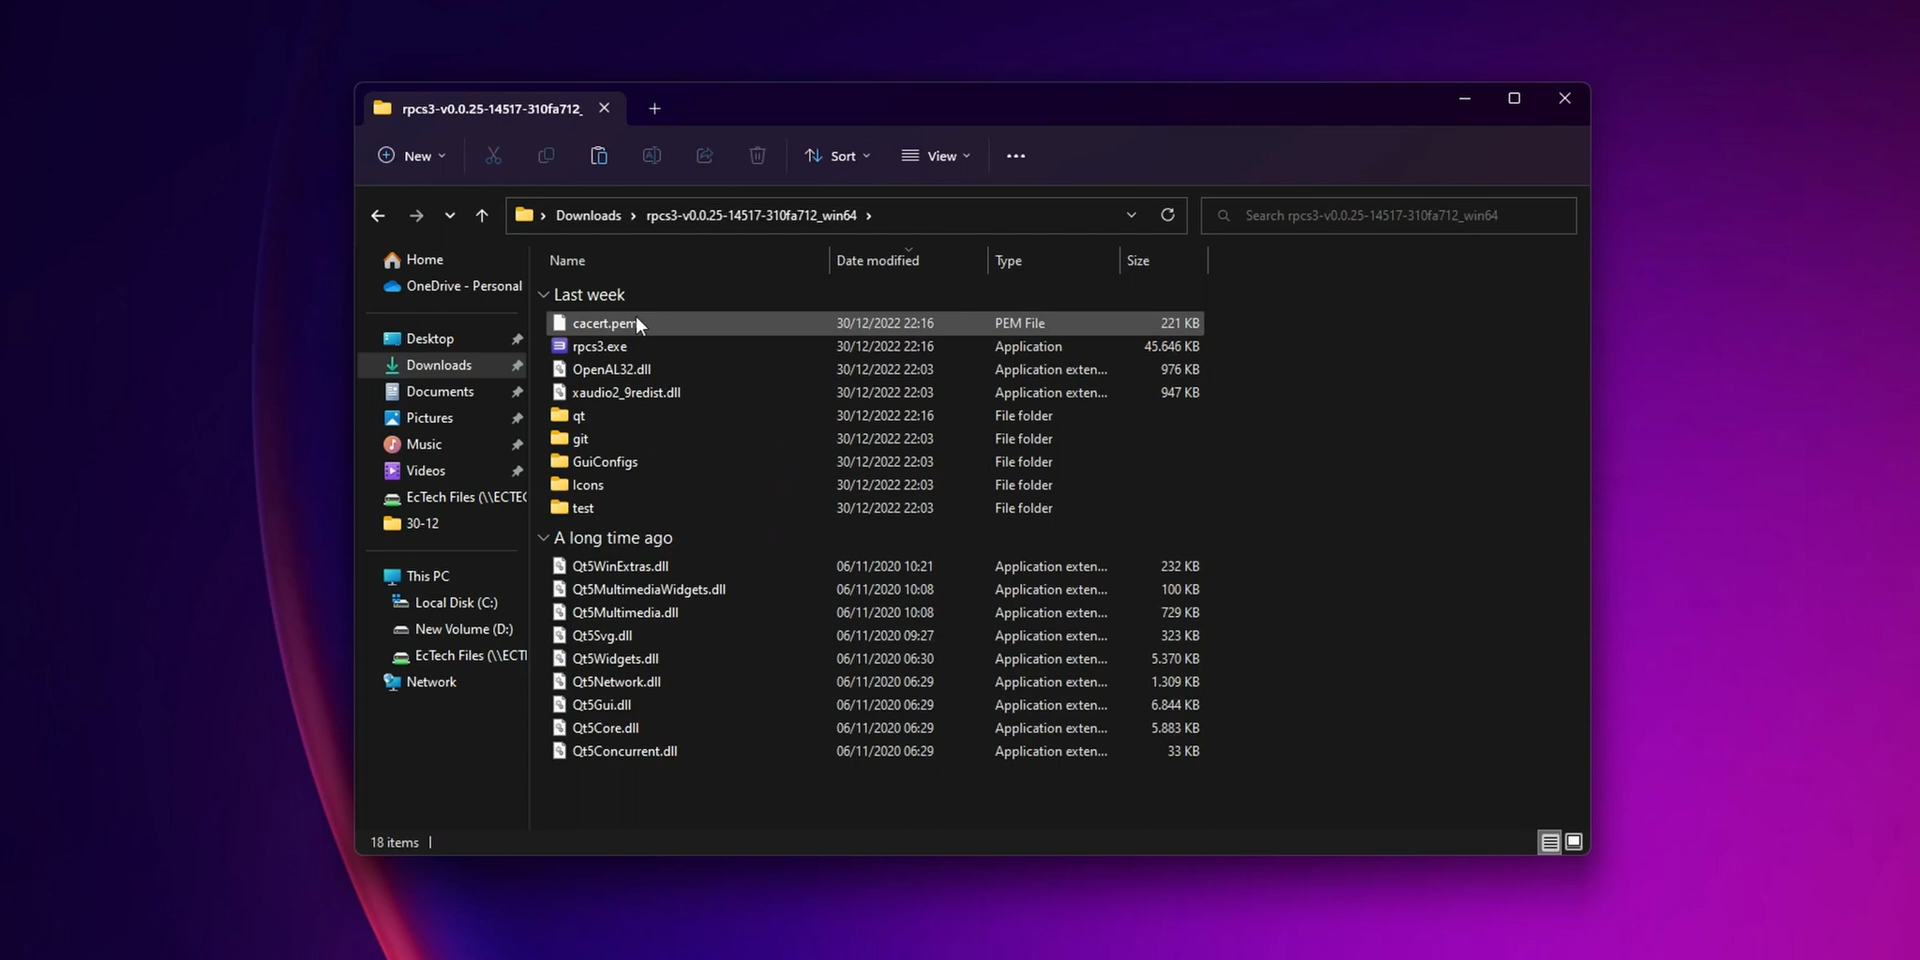 rpcs3-v0.0.25-14517-310fa712_
New
Sort
View
Downloads
rpcs3-v0.0.25-14517-310fa712_win64
Search rpcs3-v0.0.25-14517-310fa712_win64
Home
OneDrive - Personal
Desktop
Downloads
Documents
Pictures
Music
Videos
EcTech Files (\\ECTEC
30-12
This PC
Local Disk (C:)
New Volume (D:)
EcTech Files (\\ECTI
Network
Name Date modified Type Size
Last week
cacert.pem 30/12/2022 22:16 PEM File 221 KB
rpcs3.exe 30/12/2022 22:16 Application 45.646 KB
OpenAL32.dll 30/12/2022 22:03 Application exten... 976 KB
xaudio2_9redist.dll 30/12/2022 22:03 Application exten... 947 KB
qt 30/12/2022 22:16 File folder
git 30/12/2022 22:03 File folder
GuiConfigs 30/12/2022 22:03 File folder
Icons 30/12/2022 22:03 File folder
test 30/12/2022 22:03 File folder
A long time ago
Qt5WinExtras.dll 06/11/2020 10:21 Application exten... 232 KB
Qt5MultimediaWidgets.dll 06/11/2020 10:08 Application exten... 100 KB
Qt5Multimedia.dll 06/11/2020 10:08 Application exten... 729 KB
Qt5Svg.dll 06/11/2020 09:27 Application exten... 323 KB
Qt5Widgets.dll 06/11/2020 06:30 Application exten... 5.370 KB
Qt5Network.dll 06/11/2020 06:29 Application exten... 1.309 KB
Qt5Gui.dll 06/11/2020 06:29 Application exten... 6.844 KB
Qt5Core.dll 06/11/2020 06:29 Application exten... 5.883 KB
Qt5Concurrent.dll 06/11/2020 06:29 Application exten... 33 KB
18 items